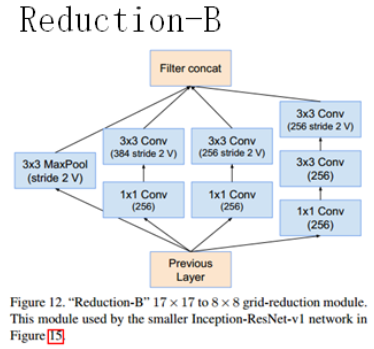 Reduction-B
Filter concat
3x3 Conv
(256 stride 2 V)
3x3 Conv
(384 stride 2 V)
3x3 Conv
(256 stride 2 V)
3x3 MaxPool
(stride 2 V)
3x3 Conv
(256)
1x1 Conv
(256)
1x1 Conv
(256)
1x1 Conv
(256)
Previous
Layer
Figure 12. “Reduction-B” 17 × 17 to 8 × 8 grid-reduction module.
This module used by the smaller Inception-ResNet-v1 network in
Figure 15.